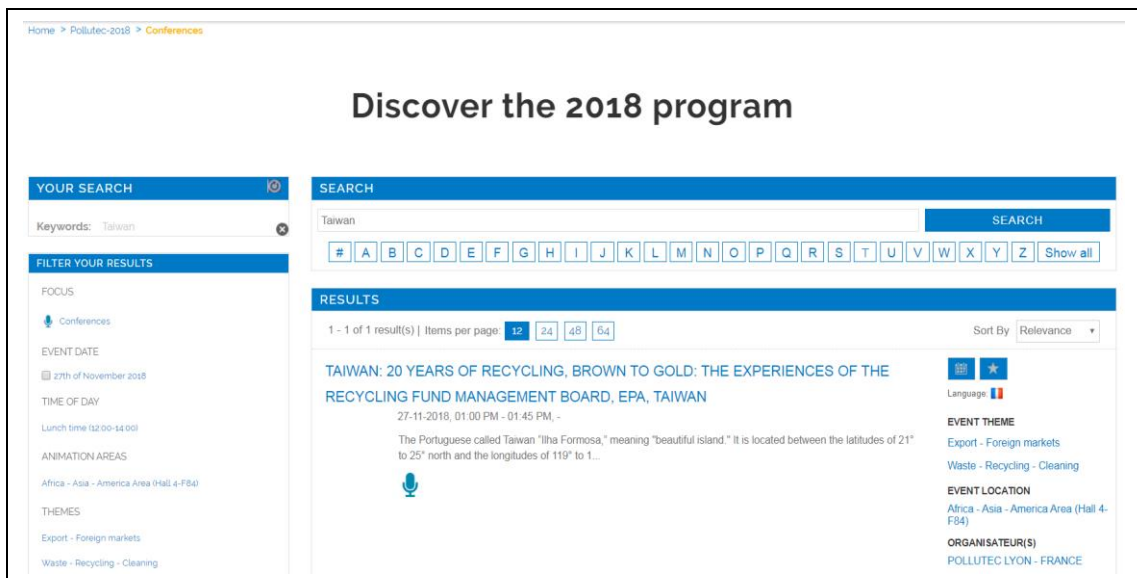 Home > Pollutec-2018 > Conferences
Discover the 2018 program
YOUR SEARCH
Keywords: Taiwan
FILTER YOUR RESULTS
FOCUS
Conferences
EVENT DATE
27th of November 2018
TIME OF DAY
Lunch time (12:00-14:00)
ANIMATION AREAS
Africa - Asia - America Area (Hall 4-F84)
THEMES
Export - Foreign markets
Waste - Recycling - Cleaning
SEARCH
Taiwan
SEARCH
# A B C D E F G H I J K L M N O P Q R S T U V W X Y Z Show all
RESULTS
1 - 1 of 1 result(s) | Items per page: 12 24 48 64
Sort By Relevance
TAIWAN: 20 YEARS OF RECYCLING, BROWN TO GOLD: THE EXPERIENCES OF THE
RECYCLING FUND MANAGEMENT BOARD, EPA, TAIWAN
27-11-2018, 01:00 PM - 01:45 PM, -
The Portuguese called Taiwan "Ilha Formosa," meaning "beautiful island." It is located between the latitudes of 21°
to 25° north and the longitudes of 119° to 1...
Language:
EVENT THEME
Export - Foreign markets
Waste - Recycling - Cleaning
EVENT LOCATION
Africa - Asia - America Area (Hall 4-
F84)
ORGANISATEUR(S)
POLLUTEC LYON - FRANCE